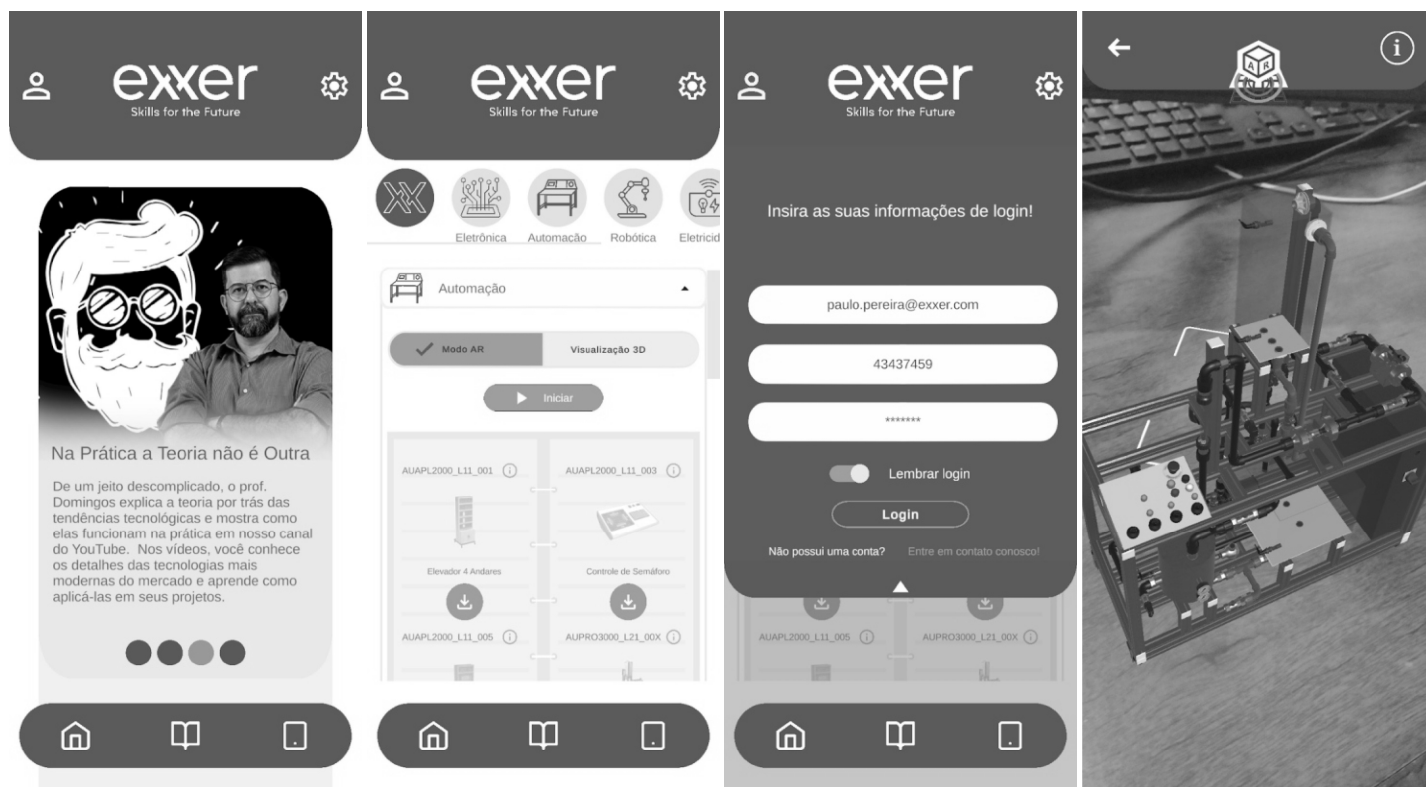 exxer
Skills for the Future
Na Prática a Teoria não é Outra
De um jeito descomplicado, o prof.
Domingos explica a teoria por trás das
tendências tecnológicas e mostra como
elas funcionam na prática em nosso canal
do YouTube. Nos vídeos, você conhece
os detalhes das tecnologias mais
modernas do mercado e aprende como
aplicá-las em seus projetos.
exxer
Skills for the Future
Eletrônica Automação Robótica Eletricid
Automação
Modo AR Visualização 3D
Iniciar
AUAPL2000_L11_001 i AUAPL2000_L11_003 i
Elevador 4 Andares Controle de Semáforo
AUAPL2000_L11_005 i AUPRO3000_L21_00X i
exxer
Skills for the Future
Insira as suas informações de login!
paulo.pereira@exxer.com
43437459
*******
Lembrar login
Login
Não possui uma conta? Entre em contato conosco!
AUAPL2000_L11_005 i AUPRO3000_L21_00X i
A R
i